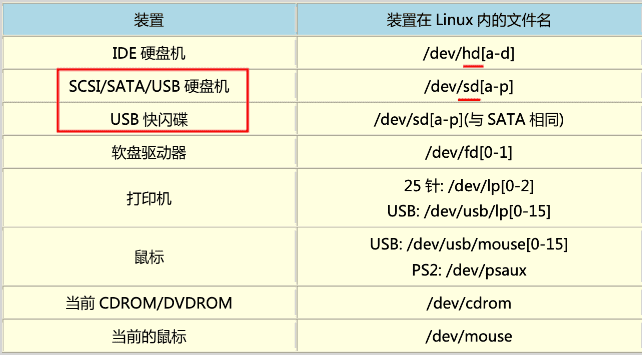 装置 装置在 Linux 内的文件名
IDE 硬盘机 /dev/hd[a-d]
SCSI/SATA/USB 硬盘机 /dev/sd[a-p]
USB 快闪碟 /dev/sd[a-p](与 SATA 相同)
软盘驱动器 /dev/fd[0-1]
打印机 25 针: /dev/lp[0-2]
USB: /dev/usb/lp[0-15]
鼠标 USB: /dev/usb/mouse[0-15]
PS2: /dev/psaux
当前 CDROM/DVDROM /dev/cdrom
当前的鼠标 /dev/mouse